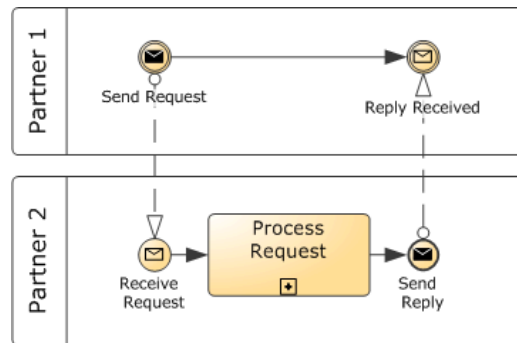 Partner 1
Send Request
Reply Received
Partner 2
Process
Request
Receive
Request
Send
Reply